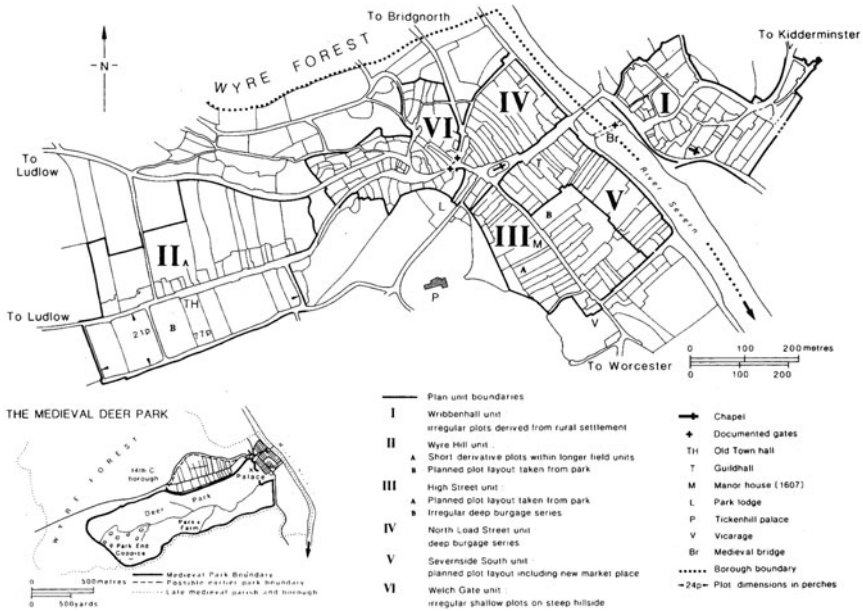 To Bridgnorth
To Kidderminster
WYRE FOREST
N
IV
I
VI
Br
To Ludlow
T
River Severn
V
L
B
III
M
II A
A
P
TH
To Ludlow
B
21p
77p
V
0 100 200 metres
0 100 200
To Worcester
THE MEDIEVAL DEER PARK
WYRE FOREST
14th C borough
Palace
Deer Park
Park Farm
Park End Coppice
0 500 metres
0 500 yards
Medieval Park Boundary
Possible earlier park boundary
Late medieval parish and borough
Plan unit boundaries
I Wribbenhall unit
irregular plots derived from rural settlement
II Wyre Hill unit :
A Short derivative plots within longer field units
B Planned plot layout taken from park
III High Street unit :
A Planned plot layout taken from park
B Irregular deep burgage series
IV North Load Street unit :
deep burgage series
V Severnside South unit :
planned plot layout including new market place
VI Welch Gate unit :
irregular shallow plots on steep hillside
Chapel
Documented gates
TH Old Town hall
T Guildhall
M Manor house (1607)
L Park lodge
P Tickenhill palace
V Vicarage
Br Medieval bridge
Borough boundary
24p Plot dimensions in perches